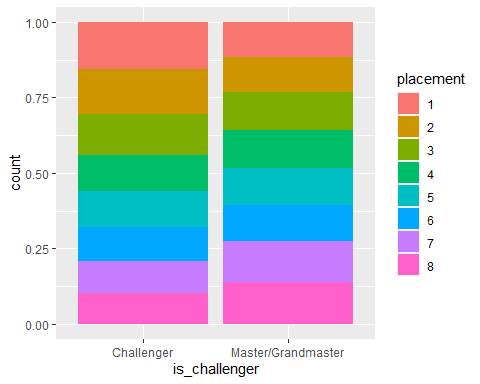 1.00
0.75
0.50
0.25
0.00
count
Challenger
Master/Grandmaster
is_challenger
placement
1
2
3
4
5
6
7
8